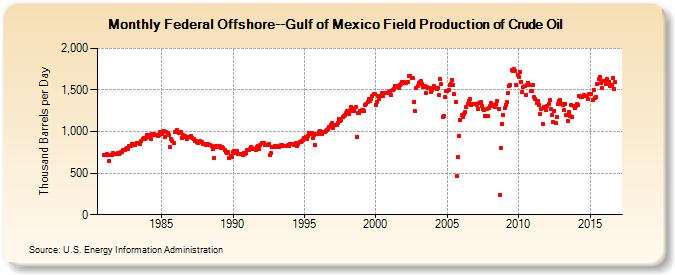 Monthly Federal Offshore--Gulf of Mexico Field Production of Crude Oil
Thousand Barrels per Day
2,000
1,500
1,000
500
0
1985 1990 1995 2000 2005 2010 2015
Source: U.S. Energy Information Administration